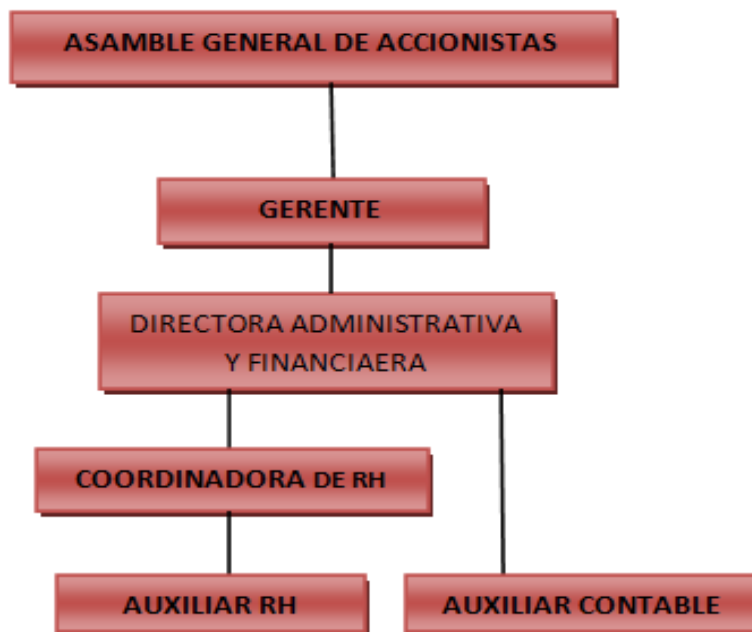 ASAMBLE GENERAL DE ACCIONISTAS
GERENTE
DIRECTORA ADMINISTRATIVA
Y FINANCIAERA
COORDINADORA DE RH
AUXILIAR RH
AUXILIAR CONTABLE